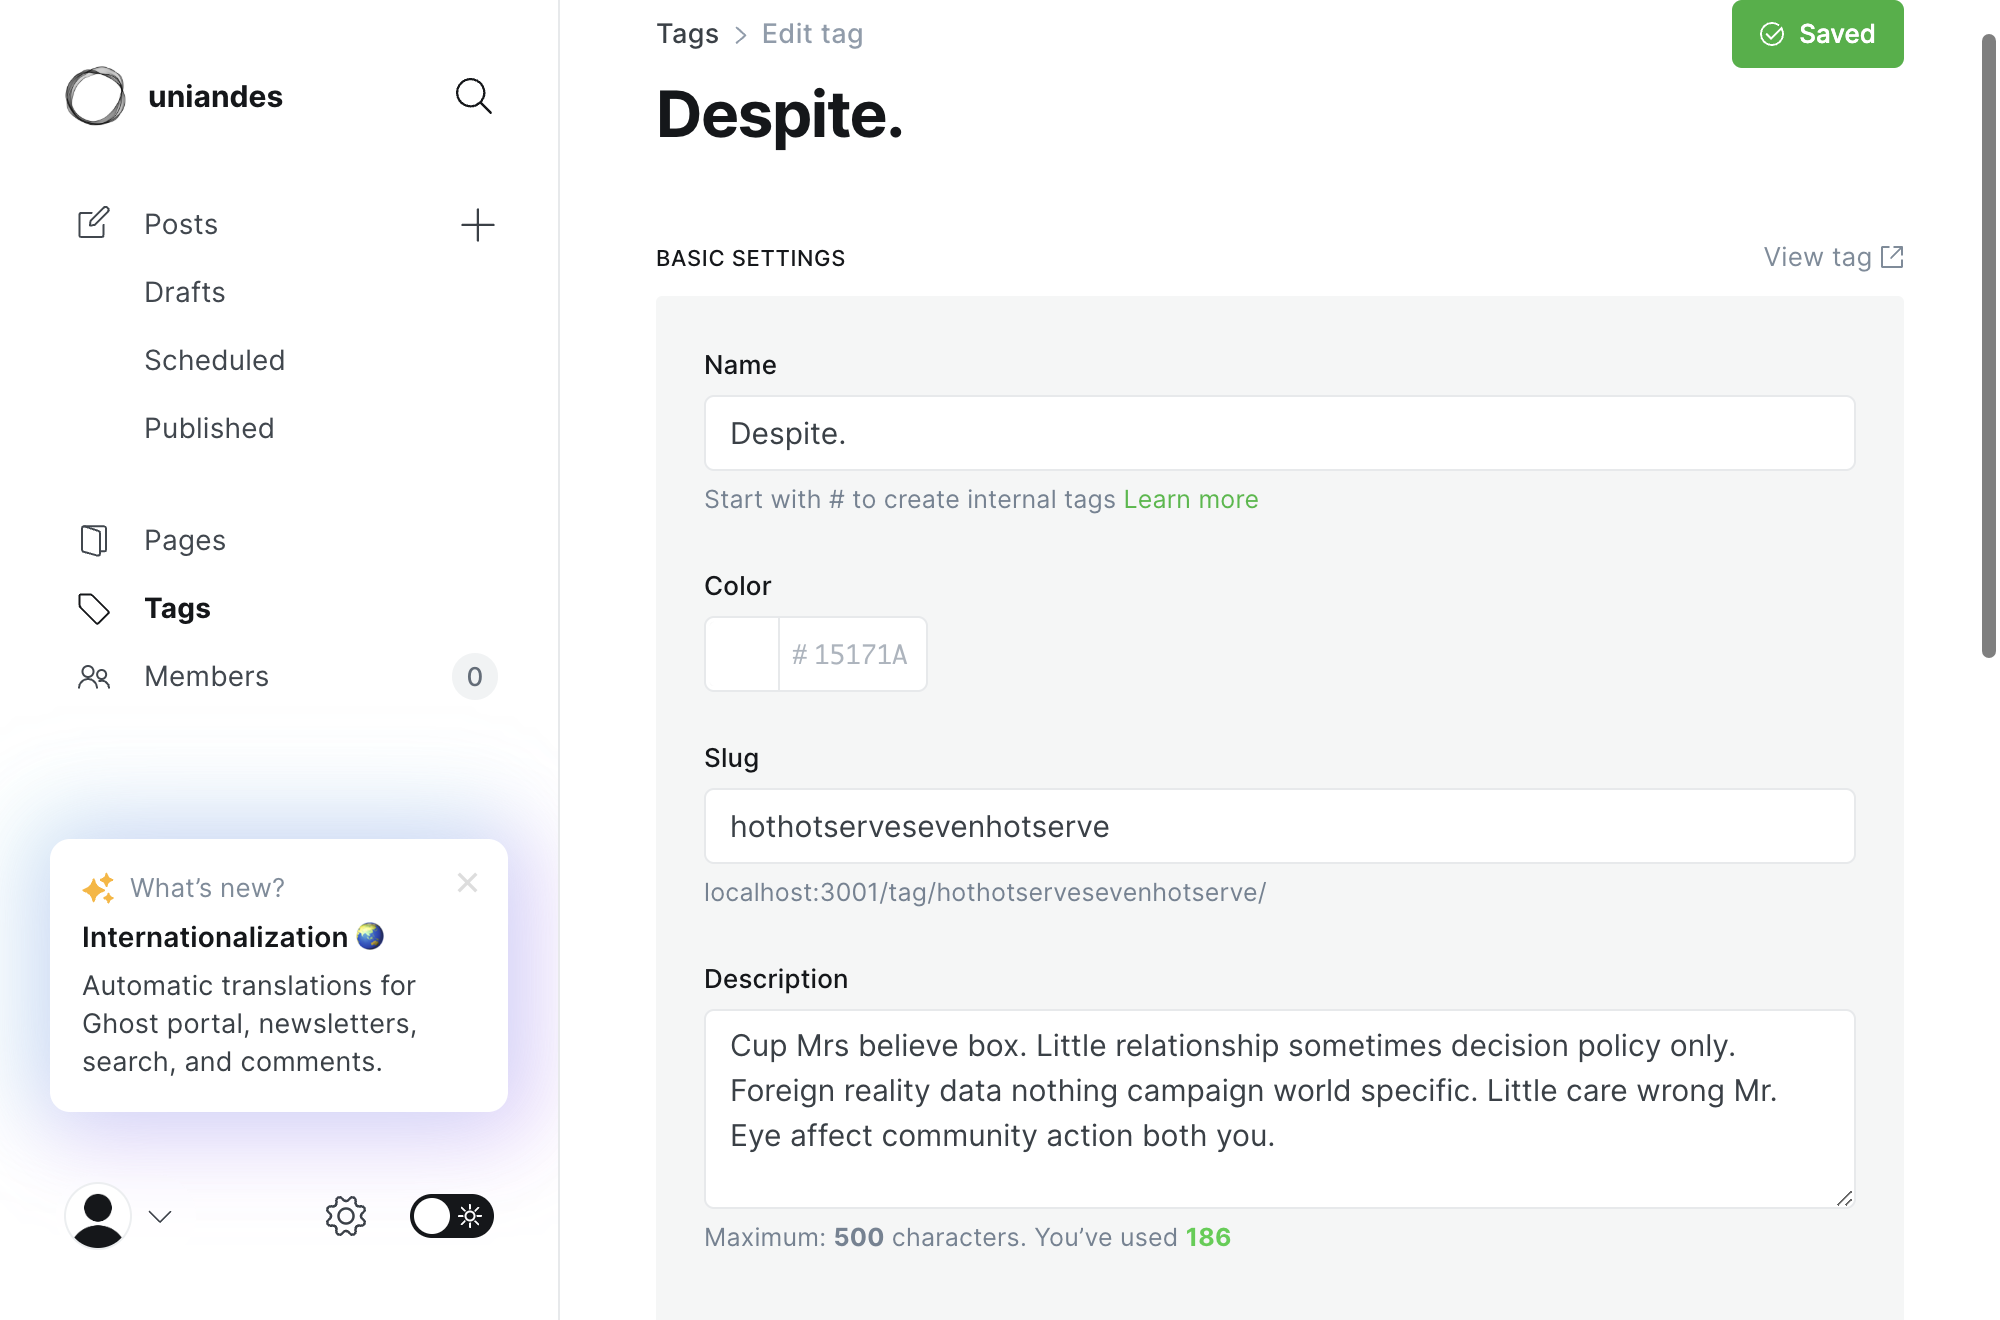 uniandes
Posts
Drafts
Scheduled
Published
Pages
Tags
Members
0
What's new?
Internationalization 🌏
Automatic translations for
Ghost portal, newsletters,
search, and comments.
Tags > Edit tag
Saved
Despite.
BASIC SETTINGS
View tag
Name
Despite.
Start with # to create internal tags Learn more
Color
# 15171A
Slug
hothotservesevenhotserve
localhost:3001/tag/hothotservesevenhotserve/
Description
Cup Mrs believe box. Little relationship sometimes decision policy only.
Foreign reality data nothing campaign world specific. Little care wrong Mr.
Eye affect community action both you.
Maximum: 500 characters. You’ve used 186